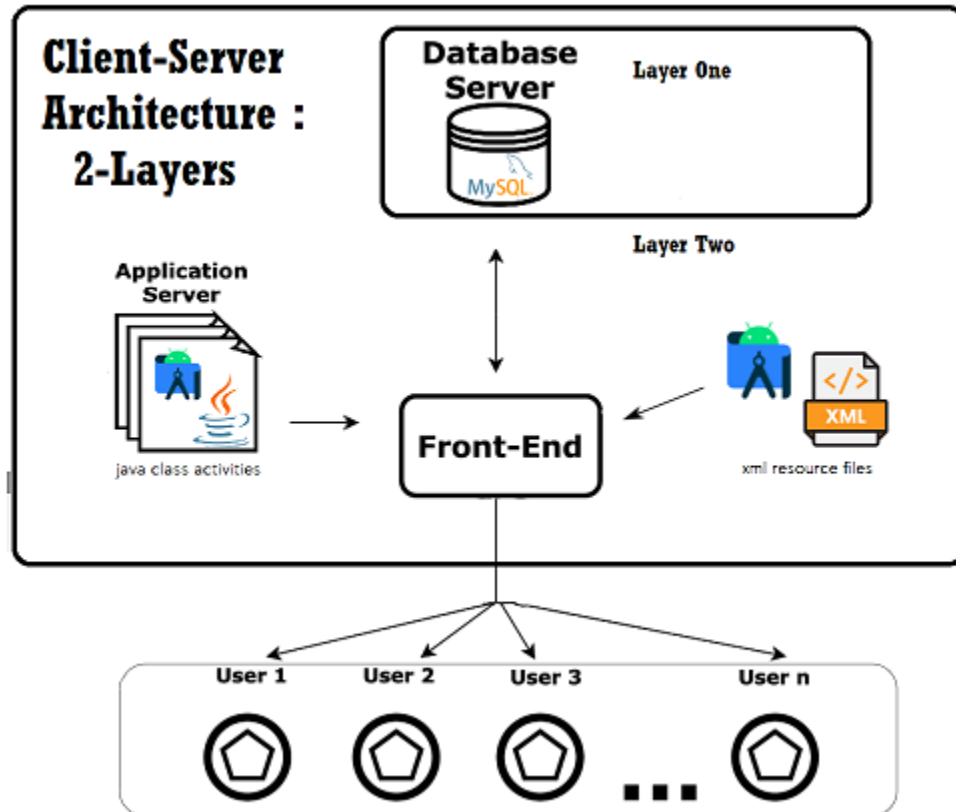 Client-Server
Architecture :
2-Layers
Database
Server
Layer One
MySQL
Layer Two
Application
Server
java class activities
Front-End
</>
XML
xml resource files
User 1
User 2
User 3
User n